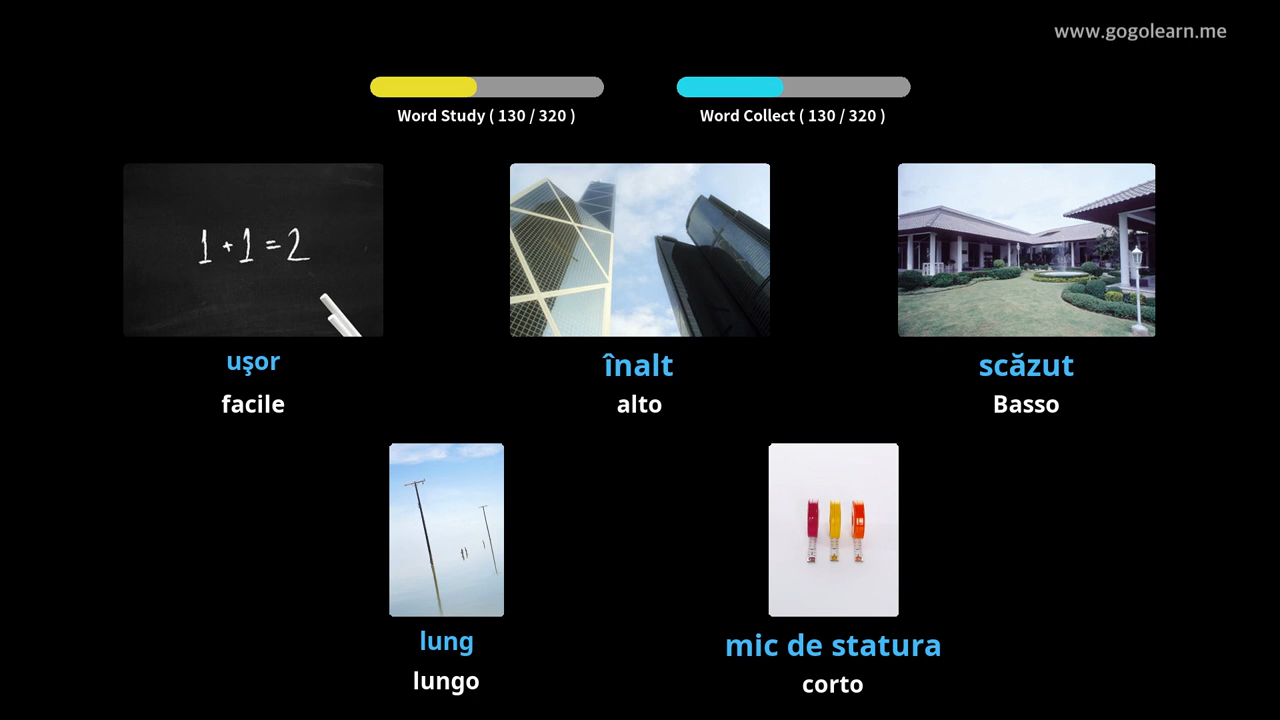 www.gogolearn.me
Word Study ( 130 / 320 )
Word Collect ( 130 / 320 )
1 + 1 = 2
uşor
facile
înalt
alto
scăzut
Basso
lung
lungo
mic de statura
corto